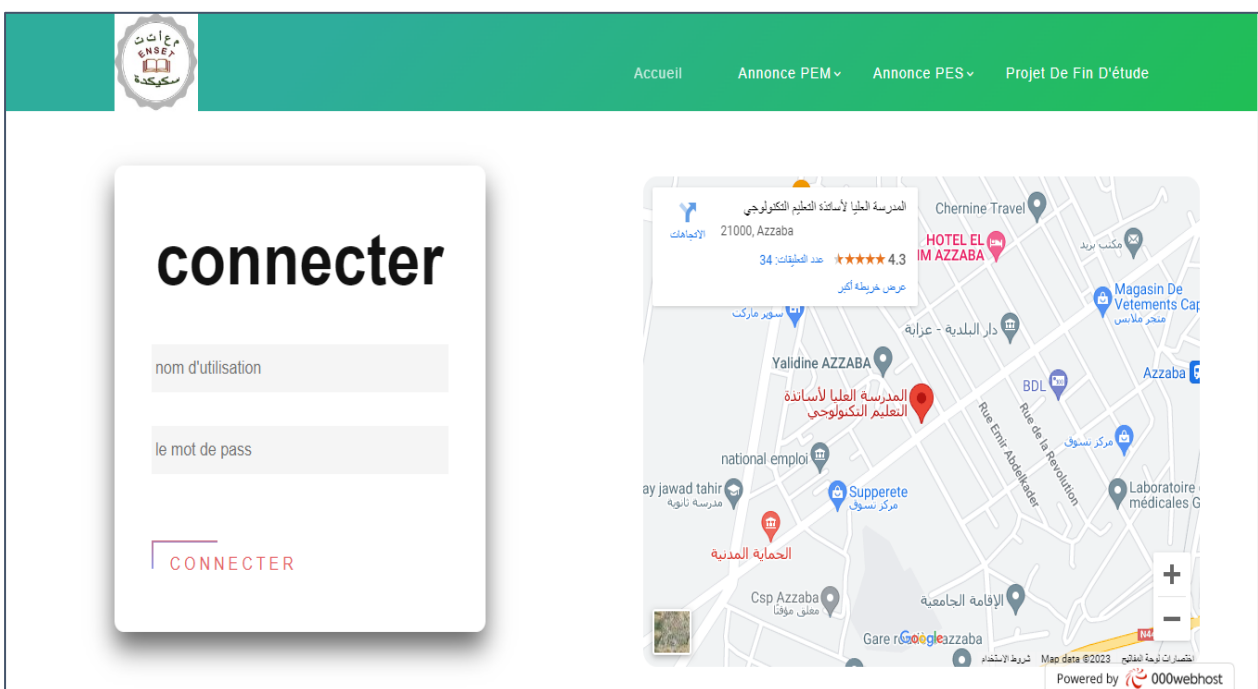 م ع أ ت ت
ENSET
سكيكدة
Accueil
Annonce PEM
Annonce PES
Projet De Fin D'étude
connecter
nom d'utilisation
le mot de pass
CONNECTER
المدرسة العليا لأساتذة التعليم التكنولوجي
21000, Azzaba
الاتجاهات
4.3 ★★★★★ عدد التعليقات: 34
عرض خريطة أكبر
Chernine Travel
HOTEL EL
IM AZZABA
مكتب بريد
Magasin De
Vetements Cap
متجر ملابس
سوبر ماركت
دار البلدية - عزابة
Yalidine AZZABA
Azzaba
BDL
المدرسة العليا لأساتذة
التعليم التكنولوجي
Rue Emir Abdelkader
Rue de la Revolution
مركز تسوق
national emploi
ay jawad tahir
مدرسة ثانوية
Supperete
مركز تسوق
Laboratoire
médicales G
الحماية المدنية
Csp Azzaba
مغلق مؤقتًا
الإقامة الجامعية
+
−
Gare
azzaba
Google
N44
اختصارات لوحة المفاتيح
Map data ©2023
شروط الاستخدام
Powered by 000webhost